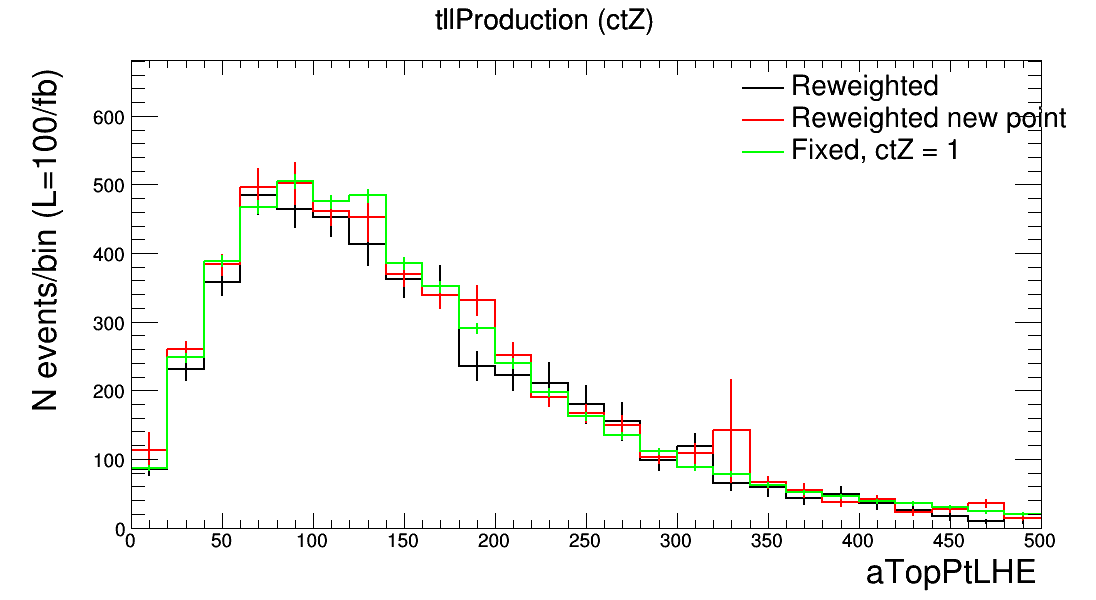 tllProduction (ctZ)
N events/bin (L=100/fb)
Reweighted
Reweighted new point
Fixed, ctZ = 1
600
500
400
300
200
100
0
0 50 100 150 200 250 300 350 400 450 500
aTopPtLHE